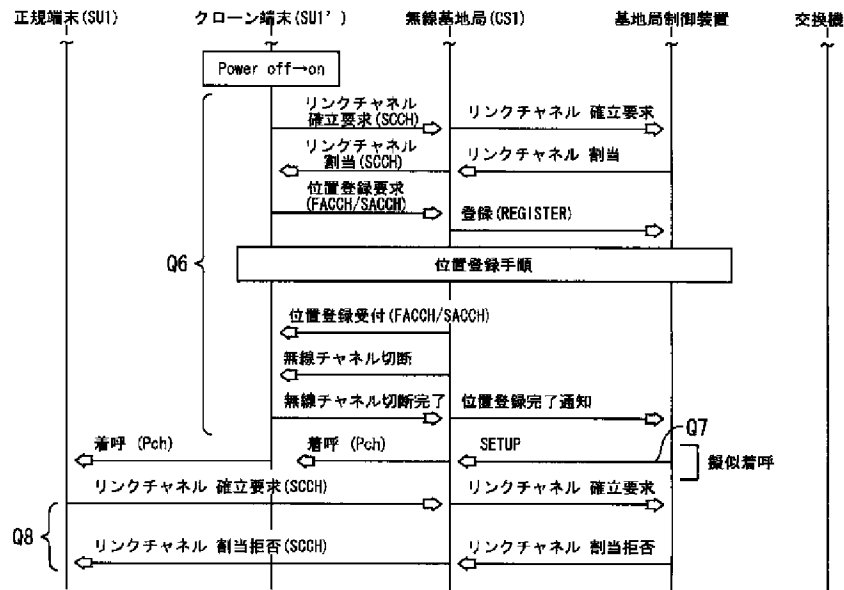 正規端末(SU1)
クローン端末(SU1')
無線基地局(CS1)
基地局制御装置
交換機
Power off→on
リンクチャネル
確立要求(SCCH)
リンクチャネル 確立要求
リンクチャネル
割当(SCCH)
リンクチャネル 割当
位置登録要求
(FACCH/SACCH)
登録(REGISTER)
Q6
位置登録手順
位置登録受付(FACCH/SACCH)
無線チャネル切断
無線チャネル切断完了
位置登録完了通知
Q7
着呼 (Pch)
着呼 (Pch)
SETUP
擬似着呼
リンクチャネル 確立要求(SCCH)
リンクチャネル 確立要求
Q8
リンクチャネル 割当拒否(SCCH)
リンクチャネル 割当拒否